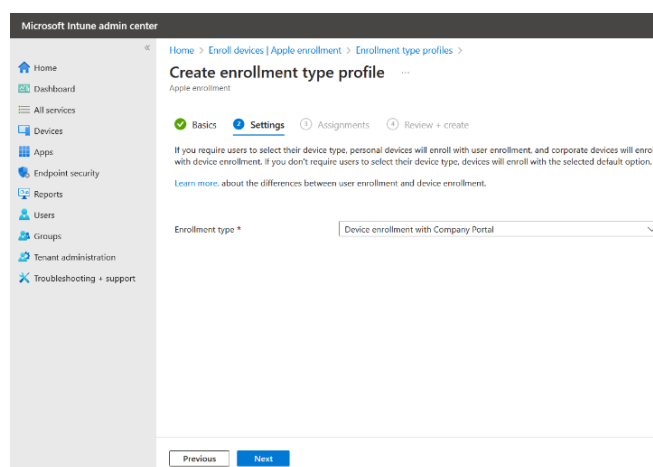 Microsoft Intune admin center
«
Home > Enroll devices | Apple enrollment > Enrollment type profiles >
Home
Create enrollment type profile ...
Dashboard
Apple enrollment
All services
Devices
Basics 2 Settings 3 Assignments 4 Review + create
Apps
If you require users to select their device type, personal devices will enroll with user enrollment, and corporate devices will enro
with device enrollment. If you don't require users to select their device type, devices will enroll with the selected default option.
Endpoint security
Learn more. about the differences between user enrollment and device enrollment.
Reports
Users
Enrollment type * Device enrollment with Company Portal
Groups
Tenant administration
Troubleshooting + support
Previous Next